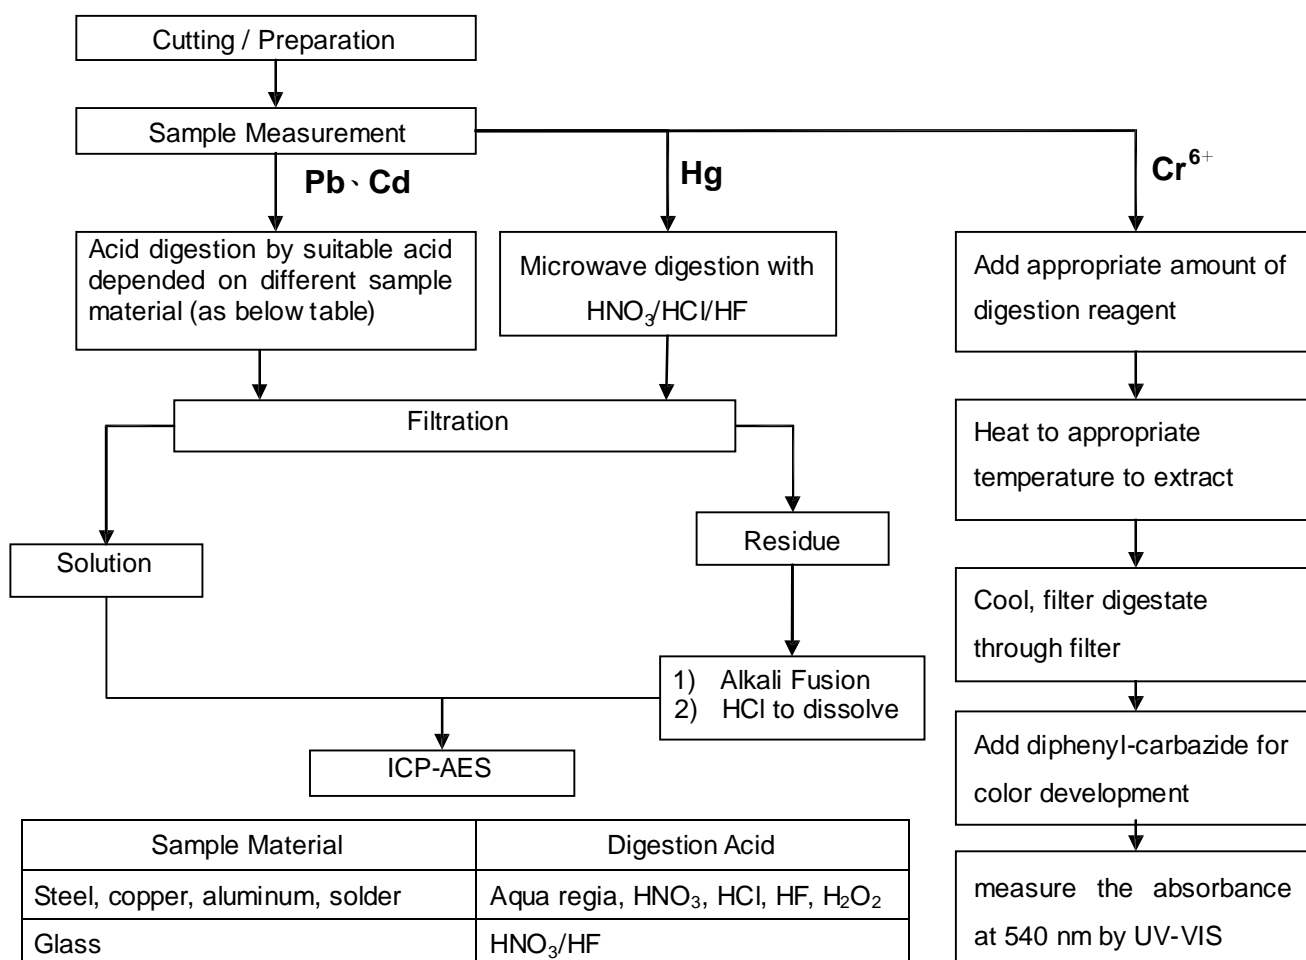 Cutting / Preparation
Sample Measurement
Pb、Cd
Hg
Cr⁶⁺
Acid digestion by suitable acid
depended on different sample
material (as below table)
Microwave digestion with
HNO₃/HCl/HF
Add appropriate amount of
digestion reagent
Filtration
Heat to appropriate
temperature to extract
Solution
Residue
Cool, filter digestate
through filter
1) Alkali Fusion
2) HCl to dissolve
ICP-AES
Add diphenyl-carbazide for
color development
Sample Material Digestion Acid
Steel, copper, aluminum, solder Aqua regia, HNO₃, HCl, HF, H₂O₂
Glass HNO₃/HF
measure the absorbance
at 540 nm by UV-VIS